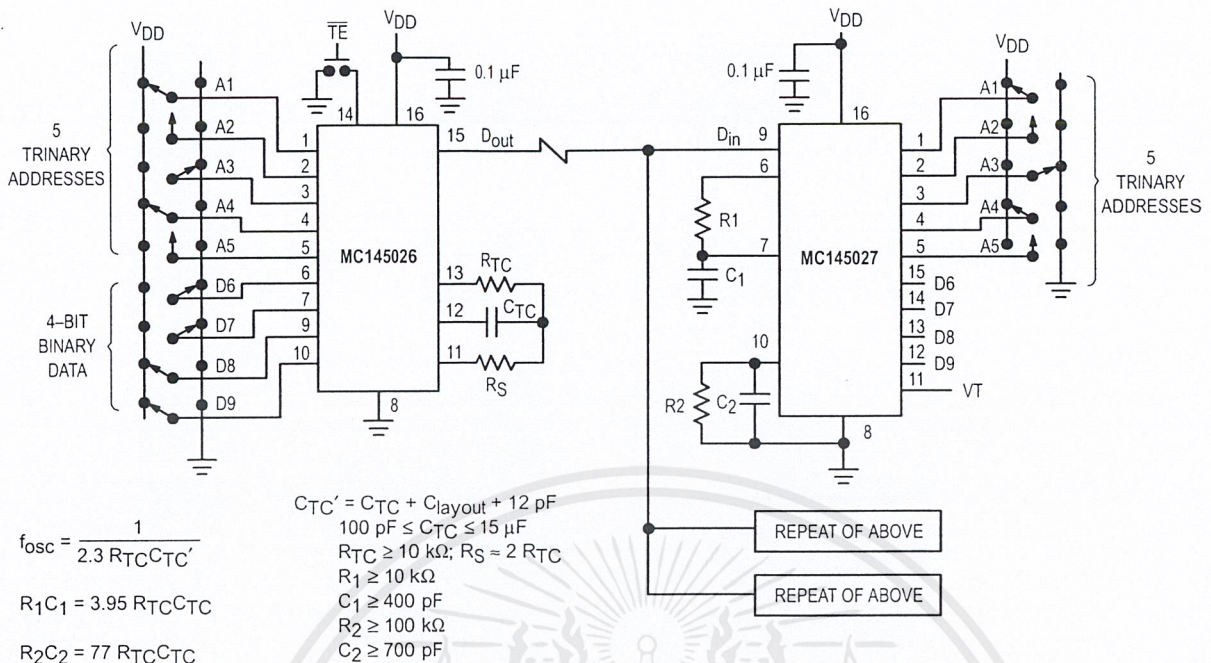 VDD
TE
VDD
0.1 µF
14
16
5
TRINARY
ADDRESSES
A1
A2
A3
A4
A5
1
2
3
4
5
4–BIT
BINARY
DATA
D6
D7
D8
D9
6
7
9
10
MC145026
15
Dout
13
RTC
12
CTC
11
RS
8
VDD
0.1 µF
16
Din
9
6
R1
7
C1
10
R2
C2
MC145027
8
VDD
1
2
3
4
5
A1
A2
A3
A4
A5
5
TRINARY
ADDRESSES
15
D6
14
D7
13
D8
12
D9
11
VT
REPEAT OF ABOVE
REPEAT OF ABOVE
fosc = 1 / 2.3 RTCCTC′
R1C1 = 3.95 RTCCTC
R2C2 = 77 RTCCTC
CTC′ = CTC + Clayout + 12 pF
100 pF ≤ CTC ≤ 15 µF
RTC ≥ 10 kΩ; RS ≈ 2 RTC
R1 ≥ 10 kΩ
C1 ≥ 400 pF
R2 ≥ 100 kΩ
C2 ≥ 700 pF